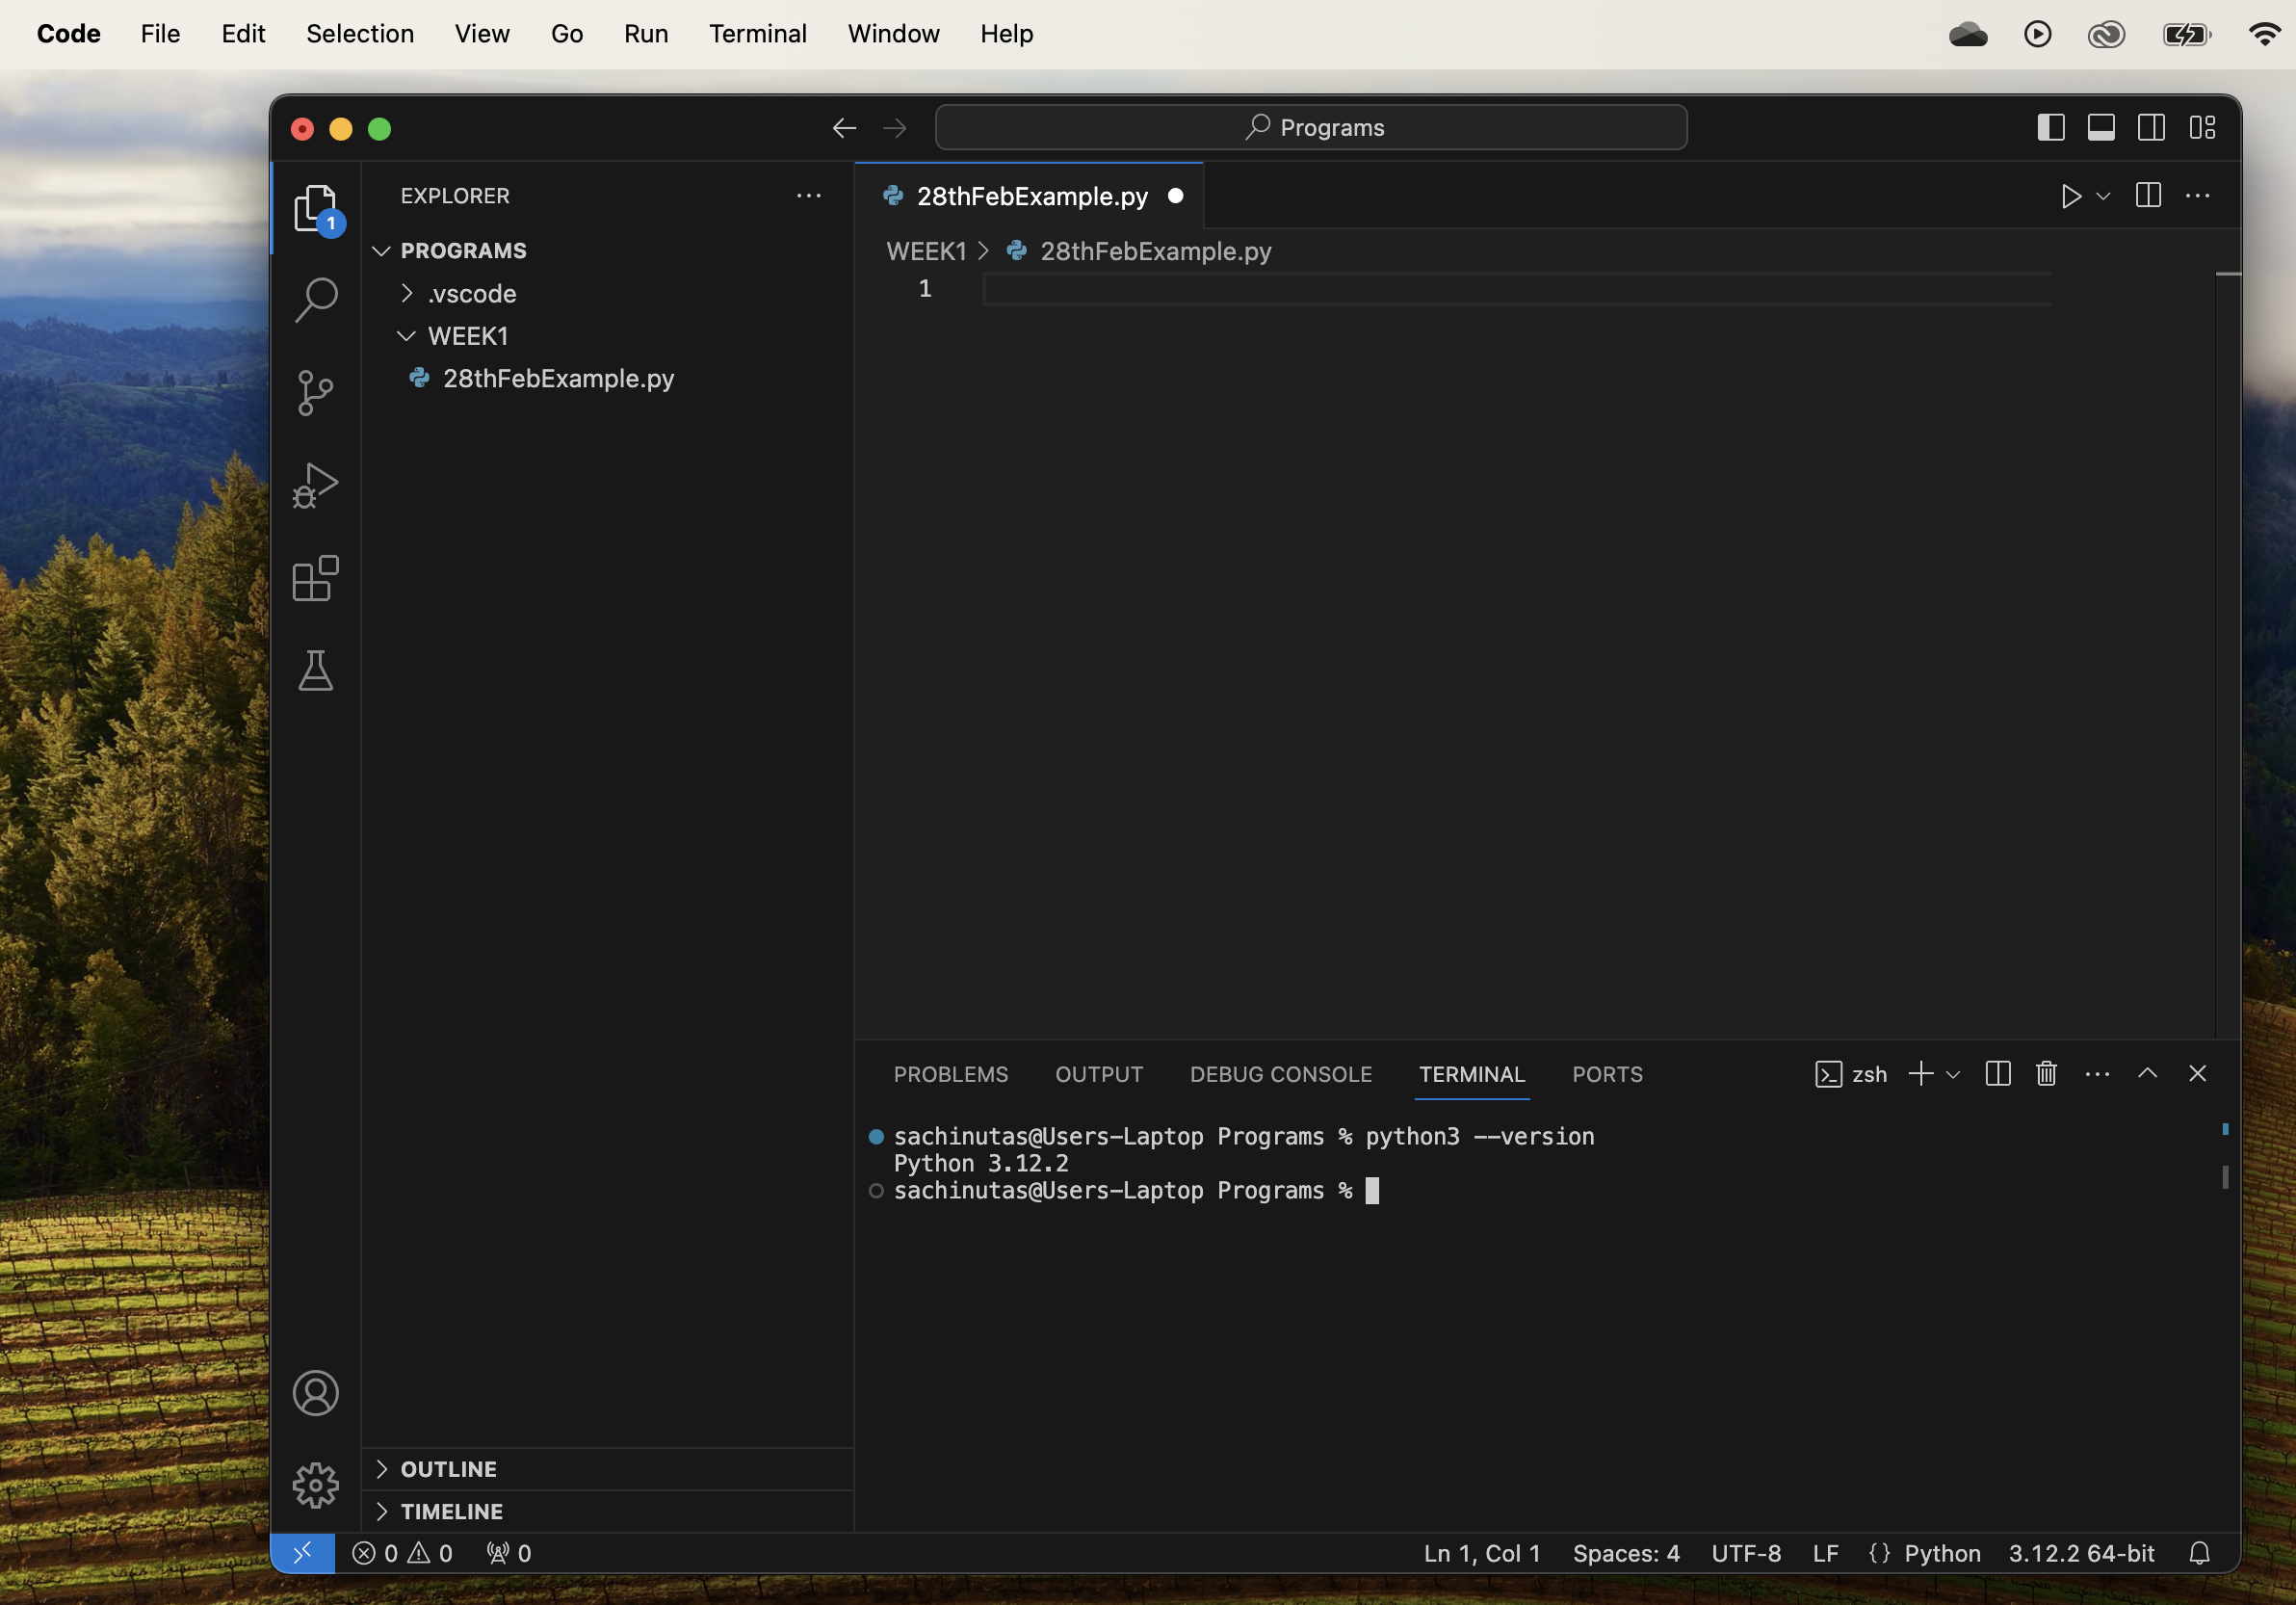 Code File Edit Selection View Go Run Terminal Window Help
Programs
EXPLORER
1
PROGRAMS
.vscode
WEEK1
28thFebExample.py
28thFebExample.py
WEEK1 > 28thFebExample.py
1
PROBLEMS OUTPUT DEBUG CONSOLE TERMINAL PORTS zsh
sachinutas@Users-Laptop Programs % python3 --version
Python 3.12.2
sachinutas@Users-Laptop Programs %
OUTLINE
TIMELINE
0 0 0 Ln 1, Col 1 Spaces: 4 UTF-8 LF {} Python 3.12.2 64-bit